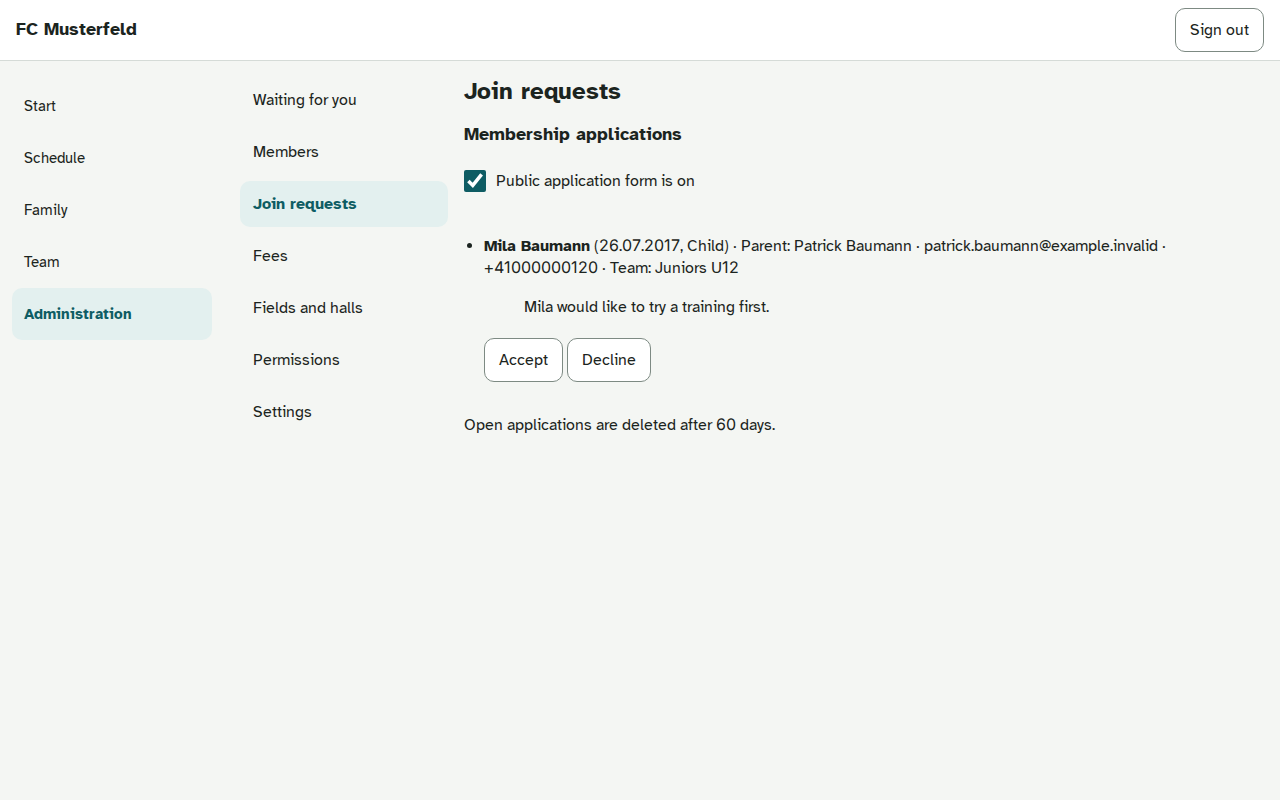 FC Musterfeld
Sign out
Start
Schedule
Family
Team
Administration
Waiting for you
Members
Join requests
Fees
Fields and halls
Permissions
Settings
Join requests
Membership applications
Public application form is on
Mila Baumann (26.07.2017, Child) · Parent: Patrick Baumann · patrick.baumann@example.invalid ·
+41000000120 · Team: Juniors U12
Mila would like to try a training first.
Accept
Decline
Open applications are deleted after 60 days.